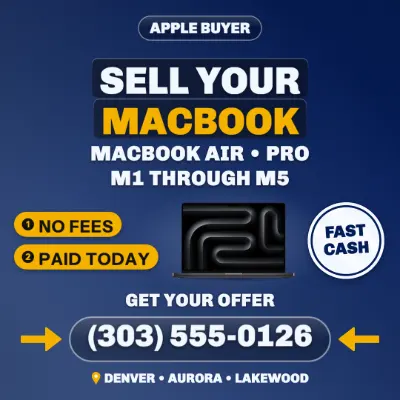 APPLE BUYER
SELL YOUR
MACBOOK
MACBOOK AIR • PRO
M1 THROUGH M5
1 NO FEES
2 PAID TODAY
FAST
CASH
GET YOUR OFFER
(303) 555-0126
DENVER • AURORA • LAKEWOOD